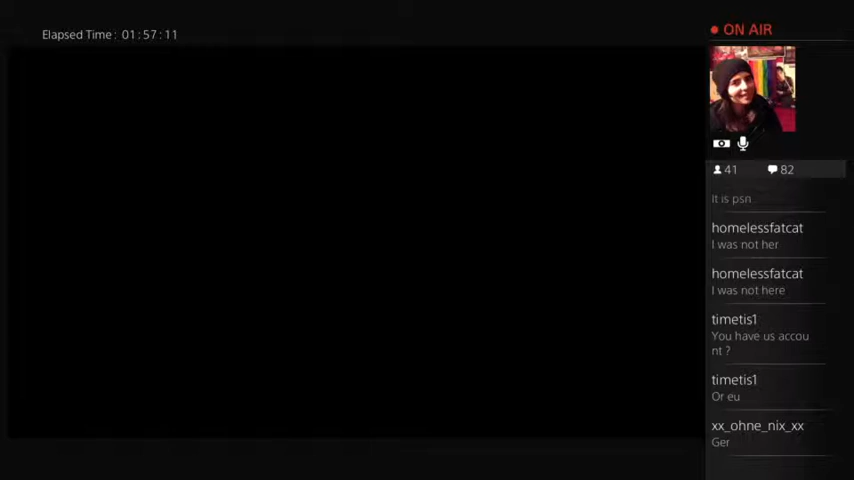 Elapsed Time: 01:57:11
ON AIR
41
82
It is psn
homelessfatcat
I was not her
homelessfatcat
I was not here
timetis1
You have us accou
nt ?
timetis1
Or eu
xx_ohne_nix_xx
Ger